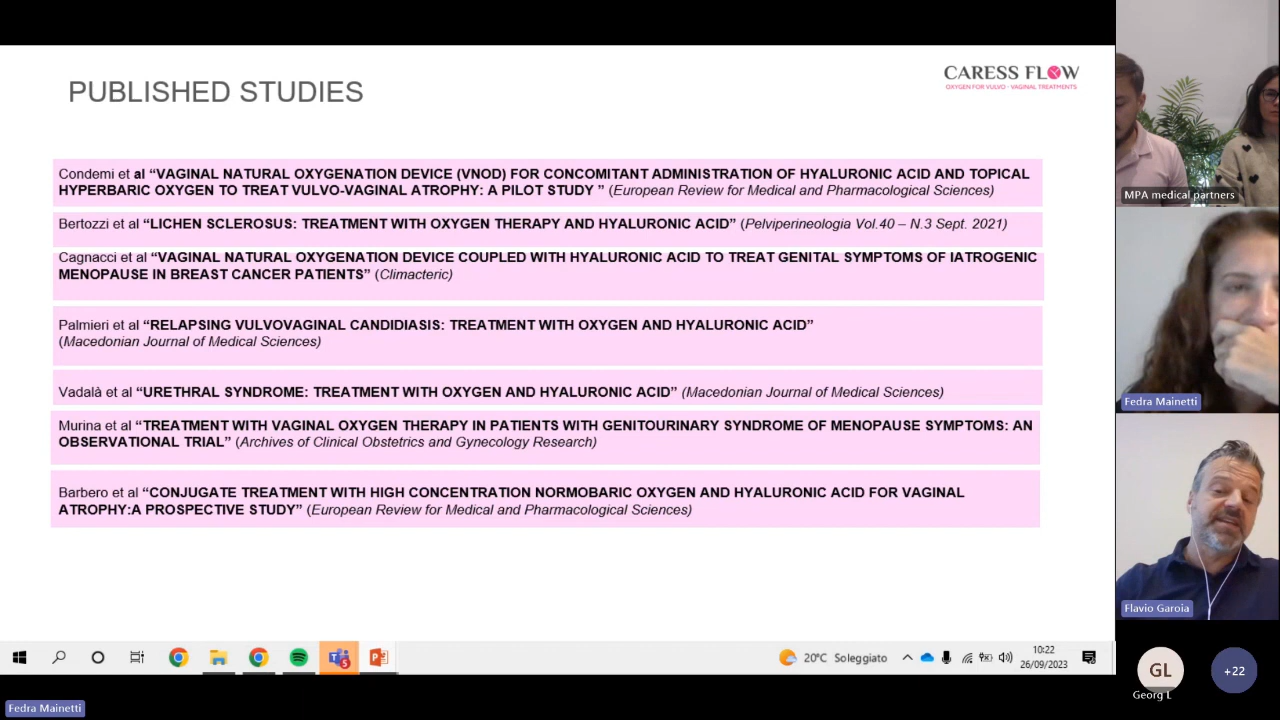 PUBLISHED STUDIES
CARESS FLOW
OXYGEN FOR VULVO - VAGINAL TREATMENTS
Condemi et al “VAGINAL NATURAL OXYGENATION DEVICE (VNOD) FOR CONCOMITANT ADMINISTRATION OF HYALURONIC ACID AND TOPICAL
HYPERBARIC OXYGEN TO TREAT VULVO-VAGINAL ATROPHY: A PILOT STUDY ” (European Review for Medical and Pharmacological Sciences)
Bertozzi et al “LICHEN SCLEROSUS: TREATMENT WITH OXYGEN THERAPY AND HYALURONIC ACID” (Pelviperineologia Vol.40 – N.3 Sept. 2021)
Cagnacci et al “VAGINAL NATURAL OXYGENATION DEVICE COUPLED WITH HYALURONIC ACID TO TREAT GENITAL SYMPTOMS OF IATROGENIC
MENOPAUSE IN BREAST CANCER PATIENTS” (Climacteric)
Palmieri et al “RELAPSING VULVOVAGINAL CANDIDIASIS: TREATMENT WITH OXYGEN AND HYALURONIC ACID”
(Macedonian Journal of Medical Sciences)
Vadalà et al “URETHRAL SYNDROME: TREATMENT WITH OXYGEN AND HYALURONIC ACID” (Macedonian Journal of Medical Sciences)
Murina et al “TREATMENT WITH VAGINAL OXYGEN THERAPY IN PATIENTS WITH GENITOURINARY SYNDROME OF MENOPAUSE SYMPTOMS: AN
OBSERVATIONAL TRIAL” (Archives of Clinical Obstetrics and Gynecology Research)
Barbero et al “CONJUGATE TREATMENT WITH HIGH CONCENTRATION NORMOBARIC OXYGEN AND HYALURONIC ACID FOR VAGINAL
ATROPHY:A PROSPECTIVE STUDY” (European Review for Medical and Pharmacological Sciences)
20°C Soleggiato
10:22
26/09/2023
Fedra Mainetti
MPA medical partners
Fedra Mainetti
Flavio Garoia
GL
Georg L
+22